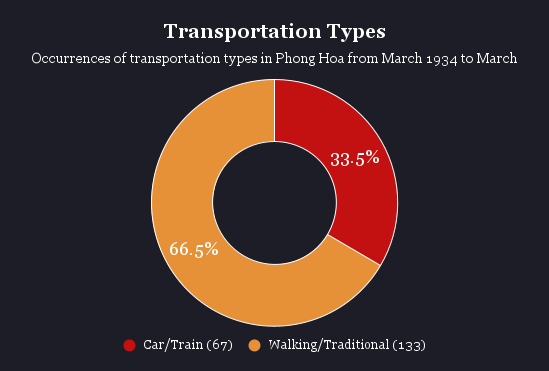 Transportation Types
Occurrences of transportation types in Phong Hoa from March 1934 to March
33.5%
66.5%
Car/Train (67)
Walking/Traditional (133)